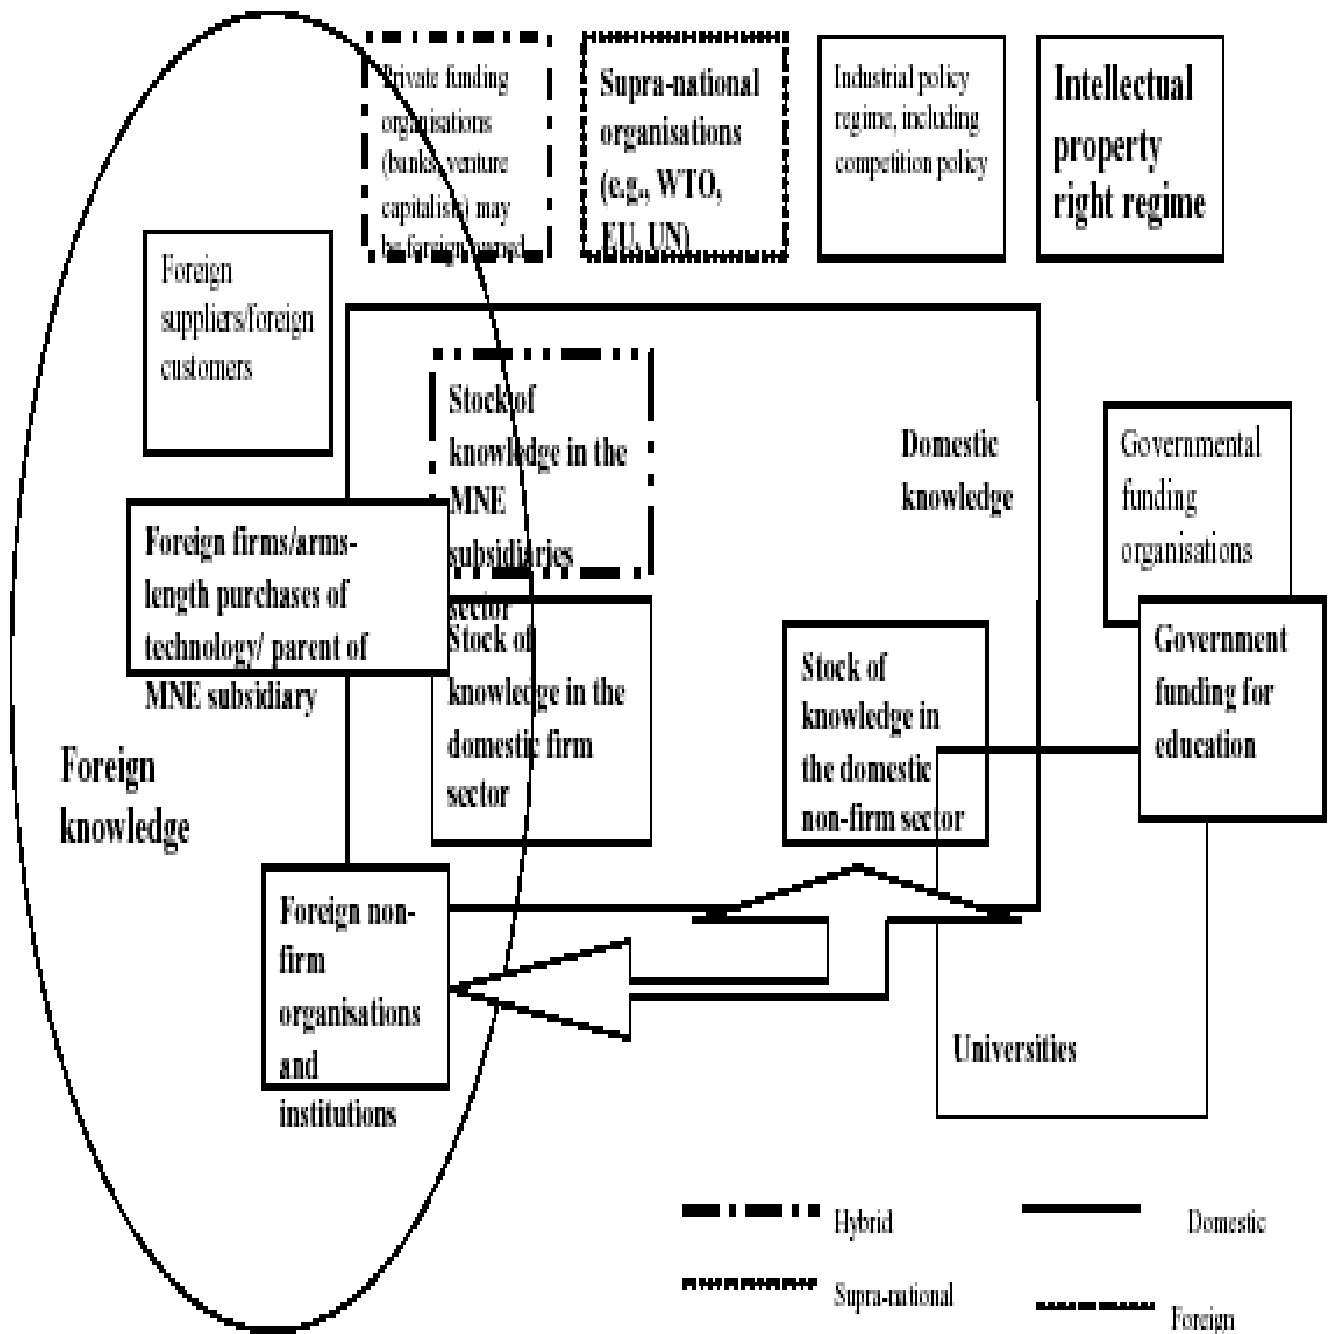 Private funding
organisations
(banks, venture
capitalists) may
be foreign owned
Supra-national
organisations
(e.g., WTO,
EU, UN)
Industrial policy
regime, including
competition policy
Intellectual
property
right regime
Foreign
suppliers/foreign
customers
Stock of
knowledge in the
MNE
subsidiaries
sector
Domestic
knowledge
Governmental
funding
organisations
Foreign firms/arms-
length purchases of
technology/ parent of
MNE subsidiary
Stock of
knowledge in the
domestic firm
sector
Stock of
knowledge in
the domestic
non-firm sector
Government
funding for
education
Foreign
knowledge
Foreign non-
firm
organisations
and
institutions
Universities
Hybrid
Domestic
Supra-national
Foreign